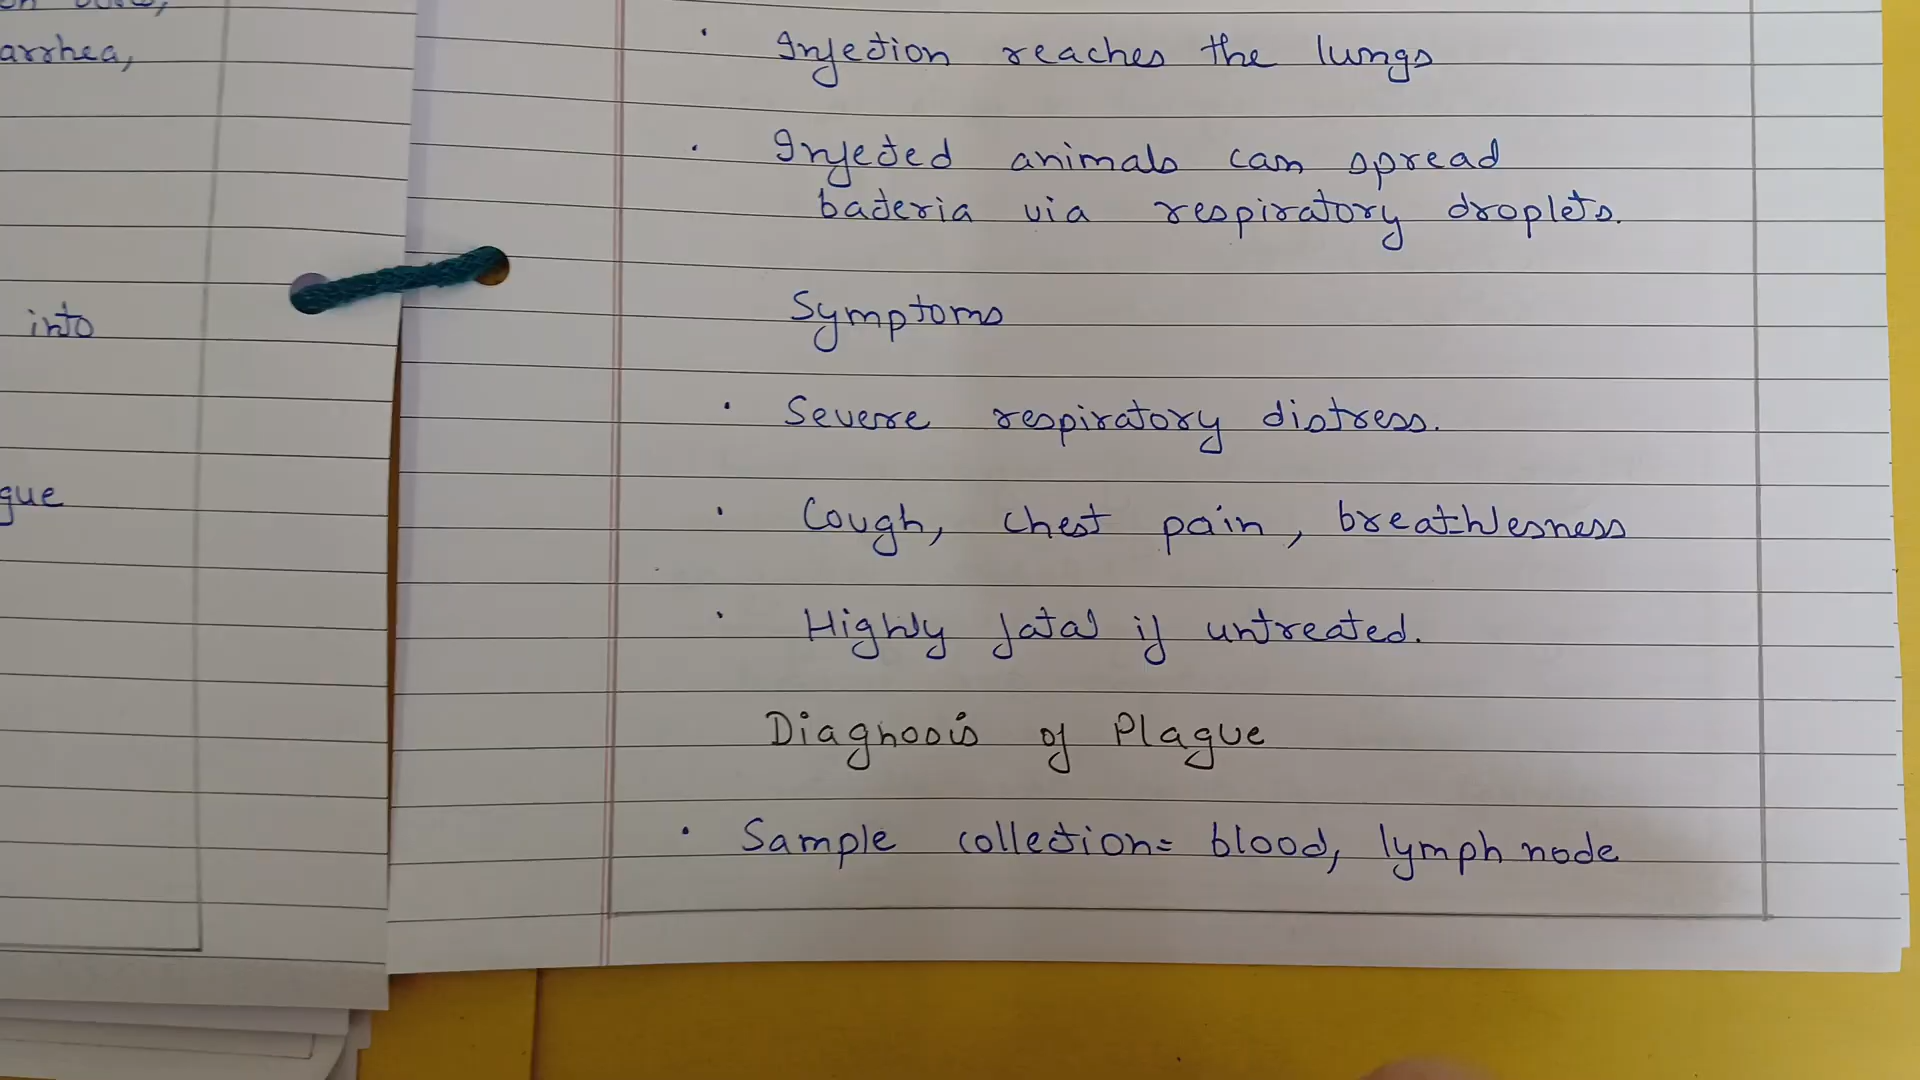 arrhea,
into
gue
• Infection reaches the lungs
• Infected animals can spread
bacteria via respiratory droplets.
Symptoms
• Severe respiratory distress.
• Cough, chest pain, breathlesness
• Highly fatal if untreated.
Diagnosis of Plague
• Sample collection= blood, lymph node